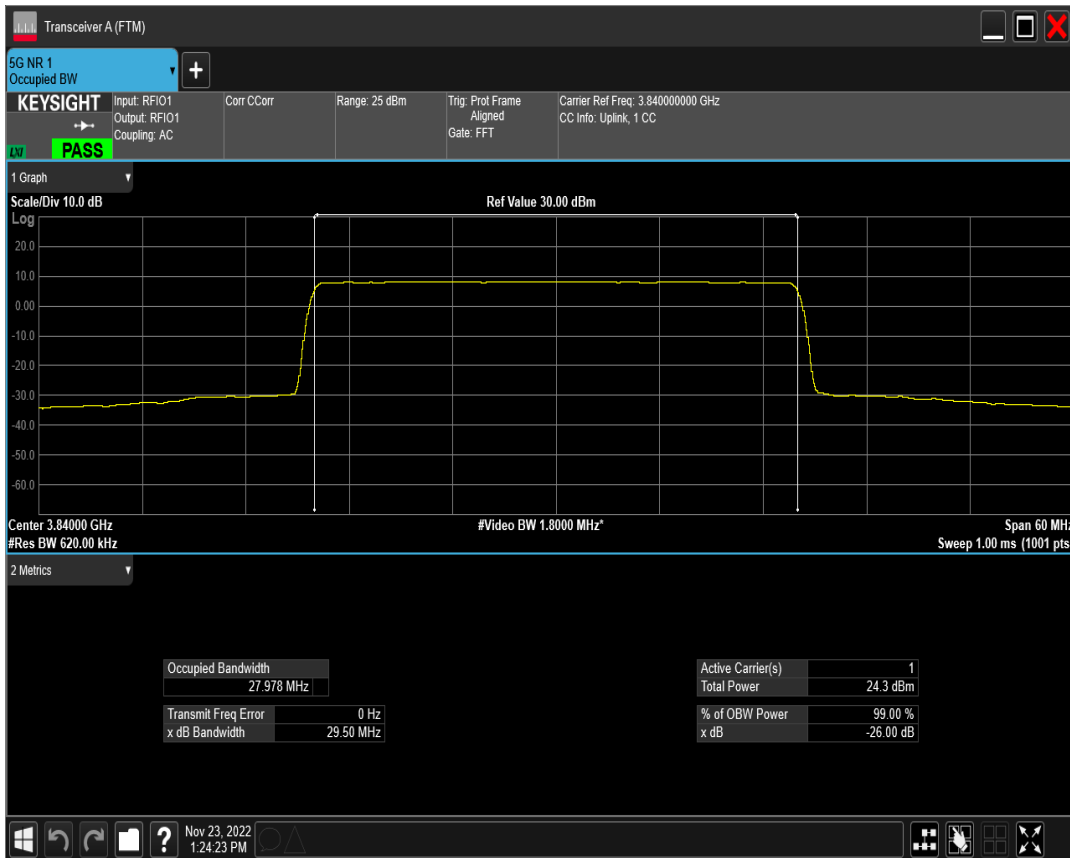 Transceiver A (FTM)
5G NR 1
Occupied BW
+
KEYSIGHT
LXI
PASS
Input: RFIO1
Output: RFIO1
Coupling: AC
Corr CCorr
Range: 25 dBm
Trig: Prot Frame
Aligned
Gate: FFT
Carrier Ref Freq: 3.840000000 GHz
CC Info: Uplink, 1 CC
1 Graph
Scale/Div 10.0 dB
Ref Value 30.00 dBm
Log
20.0
10.0
0.00
-10.0
-20.0
-30.0
-40.0
-50.0
-60.0
Center 3.84000 GHz
#Video BW 1.8000 MHz*
Span 60 MHz
#Res BW 620.00 kHz
Sweep 1.00 ms (1001 pts
2 Metrics
Occupied Bandwidth
27.978 MHz
Transmit Freq Error 0 Hz
x dB Bandwidth 29.50 MHz
Active Carrier(s) 1
Total Power 24.3 dBm
% of OBW Power 99.00 %
x dB -26.00 dB
?
Nov 23, 2022
1:24:23 PM